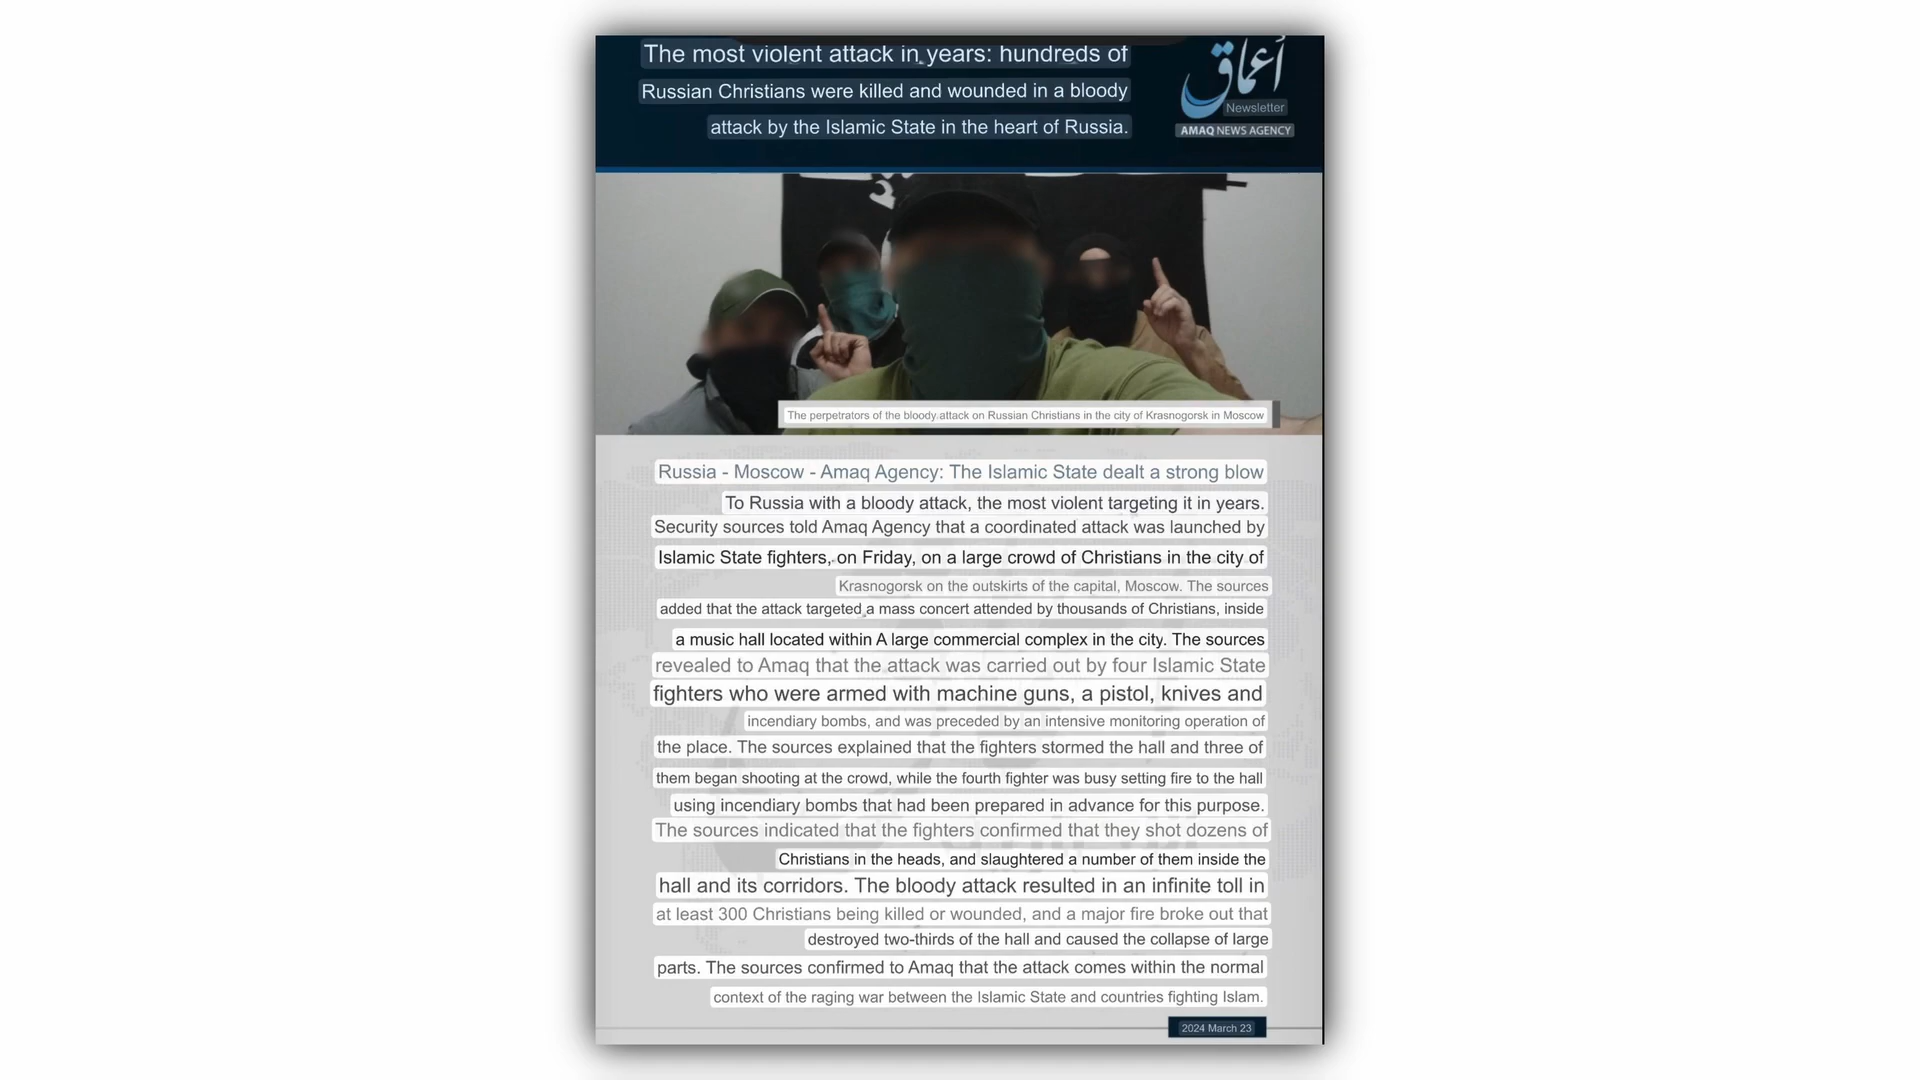 The most violent attack in years: hundreds of
Russian Christians were killed and wounded in a bloody
attack by the Islamic State in the heart of Russia.
أعماق
Newsletter
AMAQ NEWS AGENCY
The perpetrators of the bloody attack on Russian Christians in the city of Krasnogorsk in Moscow
Russia - Moscow - Amaq Agency: The Islamic State dealt a strong blow
To Russia with a bloody attack, the most violent targeting it in years.
Security sources told Amaq Agency that a coordinated attack was launched by
Islamic State fighters, on Friday, on a large crowd of Christians in the city of
Krasnogorsk on the outskirts of the capital, Moscow. The sources
added that the attack targeted a mass concert attended by thousands of Christians, inside
a music hall located within A large commercial complex in the city. The sources
revealed to Amaq that the attack was carried out by four Islamic State
fighters who were armed with machine guns, a pistol, knives and
incendiary bombs, and was preceded by an intensive monitoring operation of
the place. The sources explained that the fighters stormed the hall and three of
them began shooting at the crowd, while the fourth fighter was busy setting fire to the hall
using incendiary bombs that had been prepared in advance for this purpose.
The sources indicated that the fighters confirmed that they shot dozens of
Christians in the heads, and slaughtered a number of them inside the
hall and its corridors. The bloody attack resulted in an infinite toll in
at least 300 Christians being killed or wounded, and a major fire broke out that
destroyed two-thirds of the hall and caused the collapse of large
parts. The sources confirmed to Amaq that the attack comes within the normal
context of the raging war between the Islamic State and countries fighting Islam.
2024 March 23